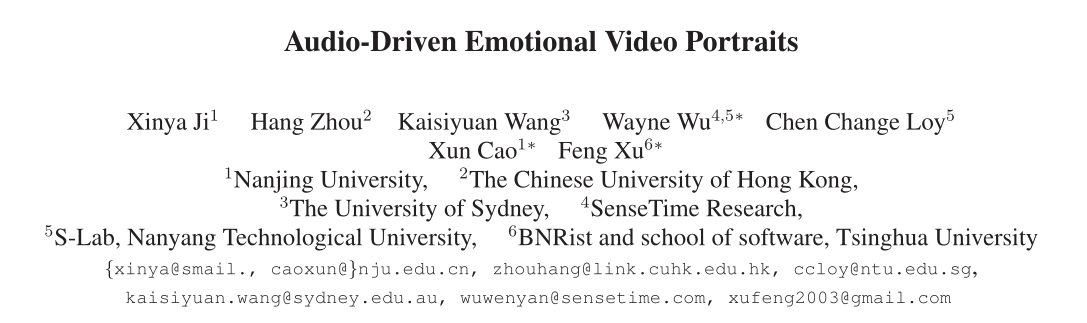 Audio-Driven Emotional Video Portraits
Xinya Ji1 Hang Zhou2 Kaisiyuan Wang3 Wayne Wu4,5* Chen Change Loy5
Xun Cao1* Feng Xu6*
1Nanjing University, 2The Chinese University of Hong Kong,
3The University of Sydney, 4SenseTime Research,
5S-Lab, Nanyang Technological University, 6BNRist and school of software, Tsinghua University
{xinya@smail., caoxun@}nju.edu.cn, zhouhang@link.cuhk.edu.hk, ccloy@ntu.edu.sg,
kaisiyuan.wang@sydney.edu.au, wuwenyan@sensetime.com, xufeng2003@gmail.com